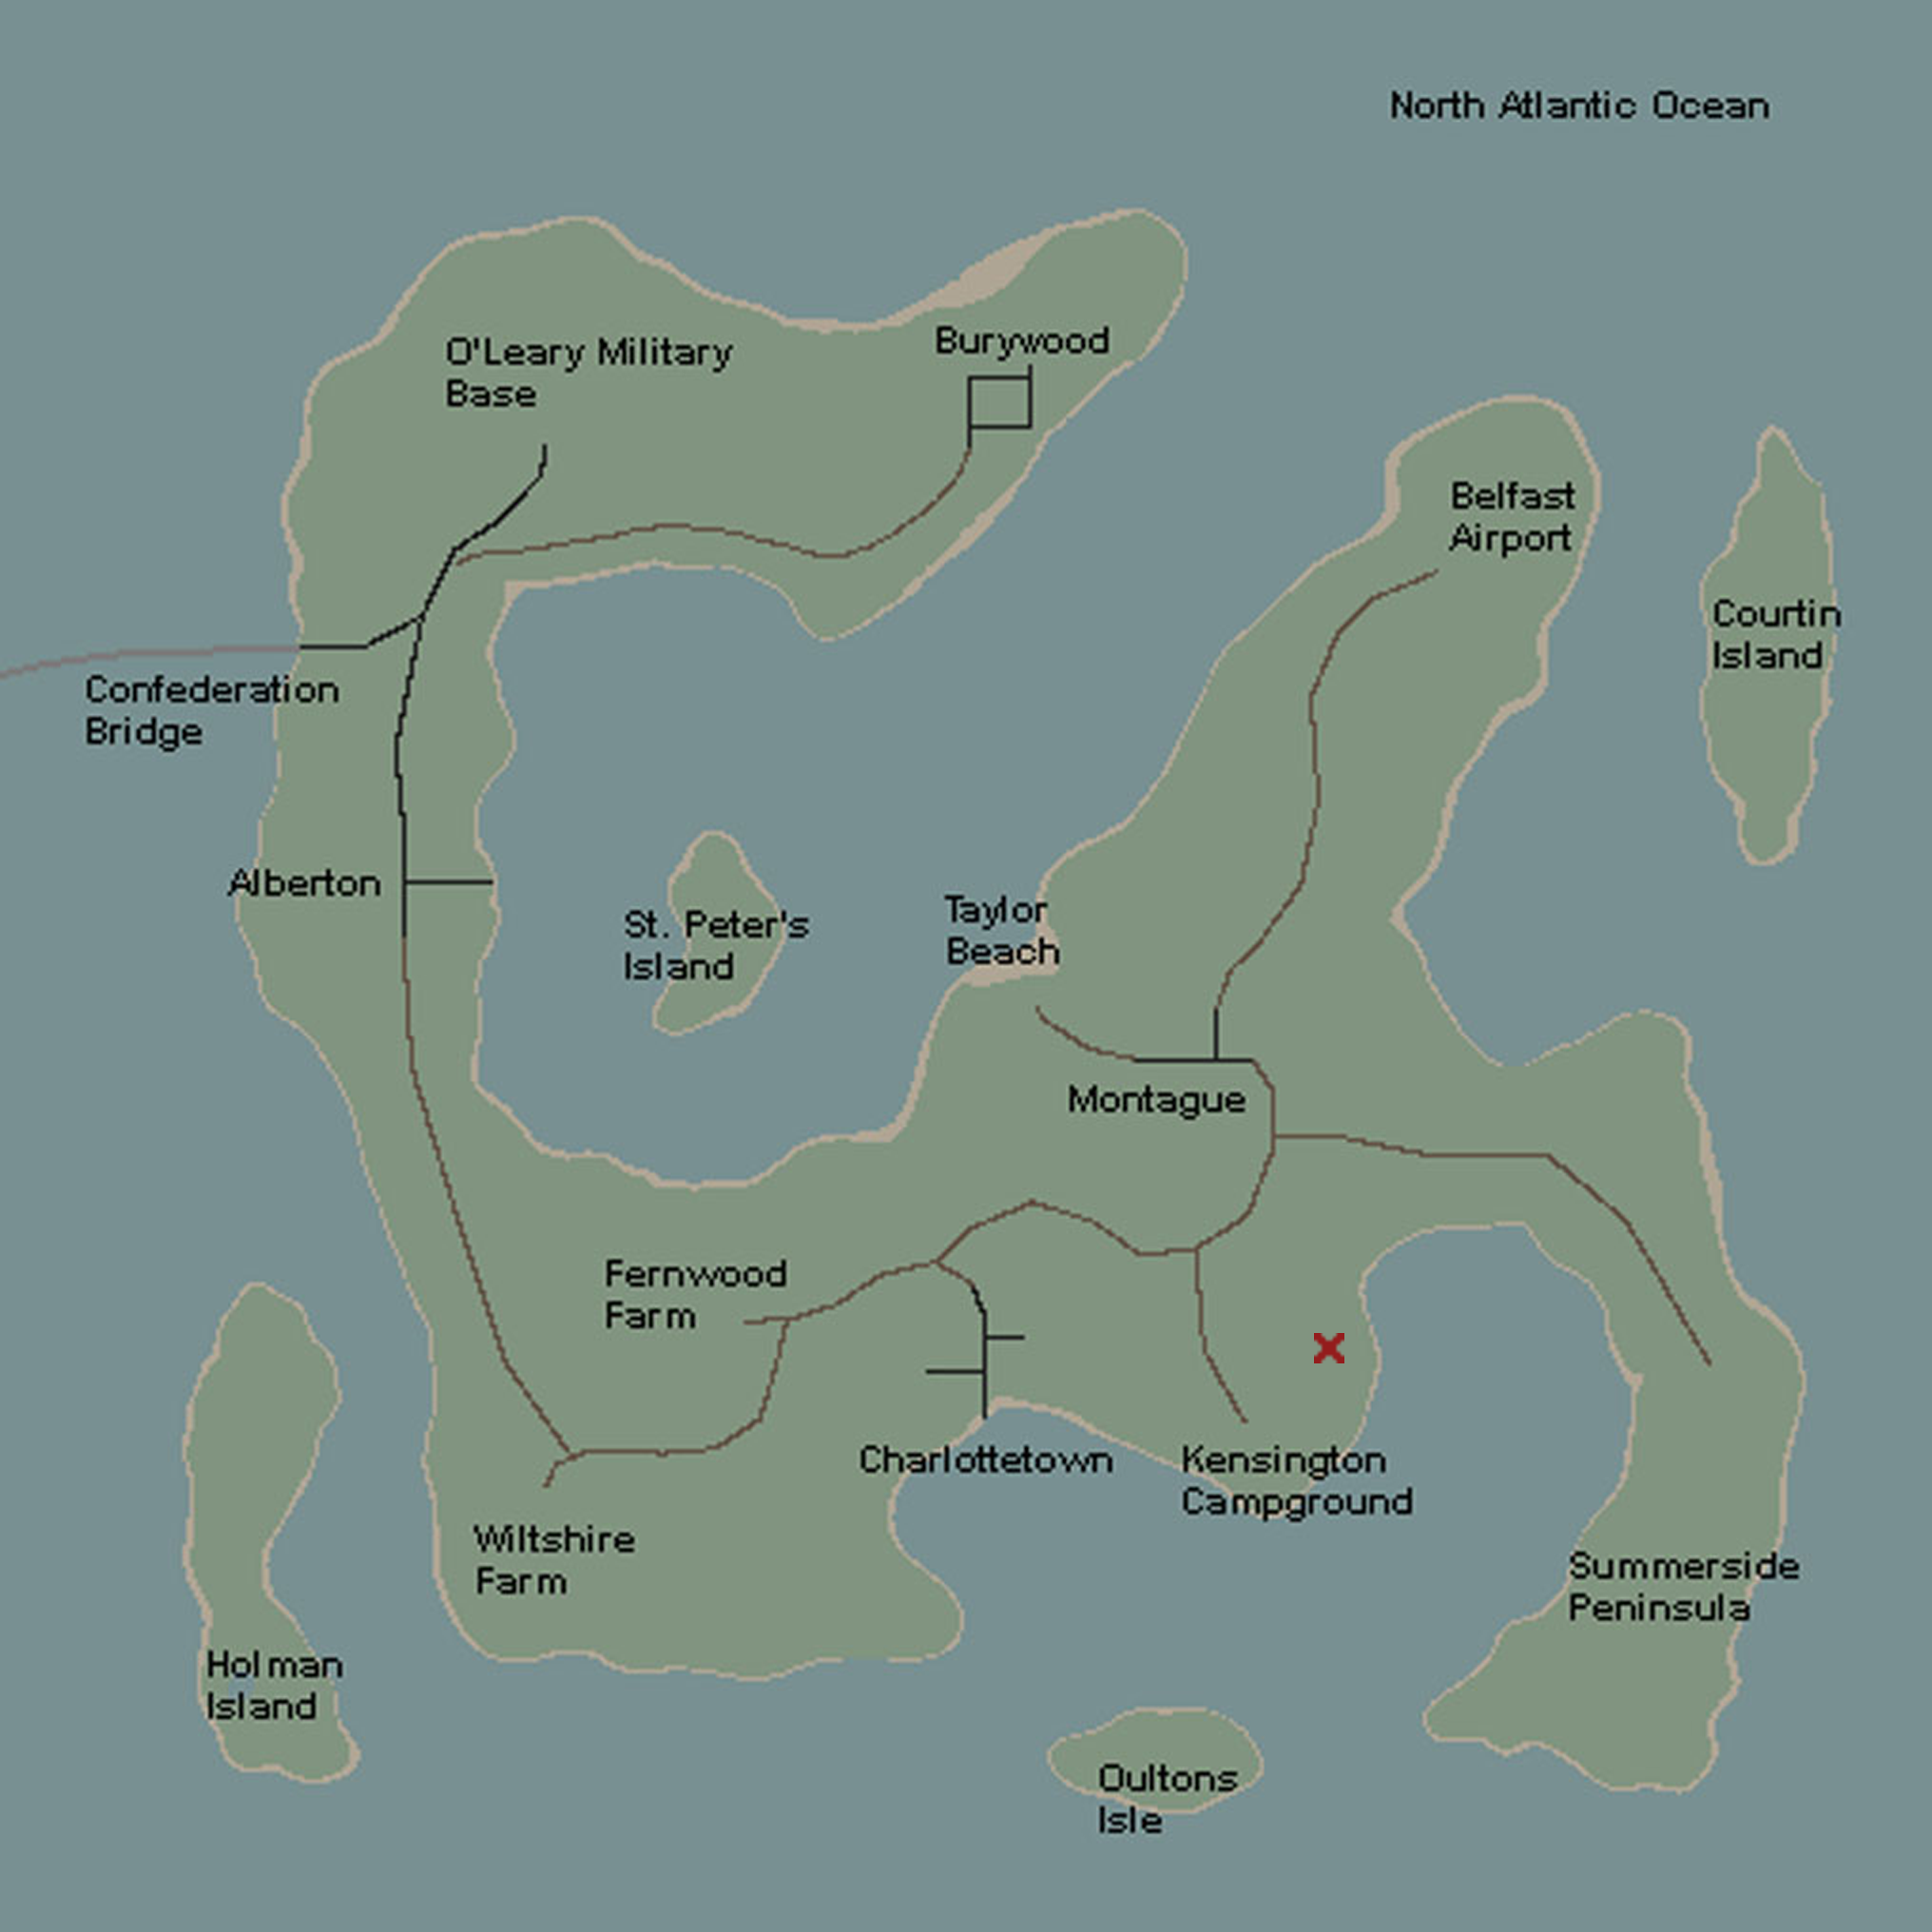 North Atlantic Ocean
O'Leary Military
Base
Burywood
Belfast
Airport
Courtin
Island
Confederation
Bridge
Alberton
St. Peter's
Island
Taylor
Beach
Montague
Fernwood
Farm
Charlottetown
Kensington
Campground
Wiltshire
Farm
Summerside
Peninsula
Holman
Island
Oultons
Isle